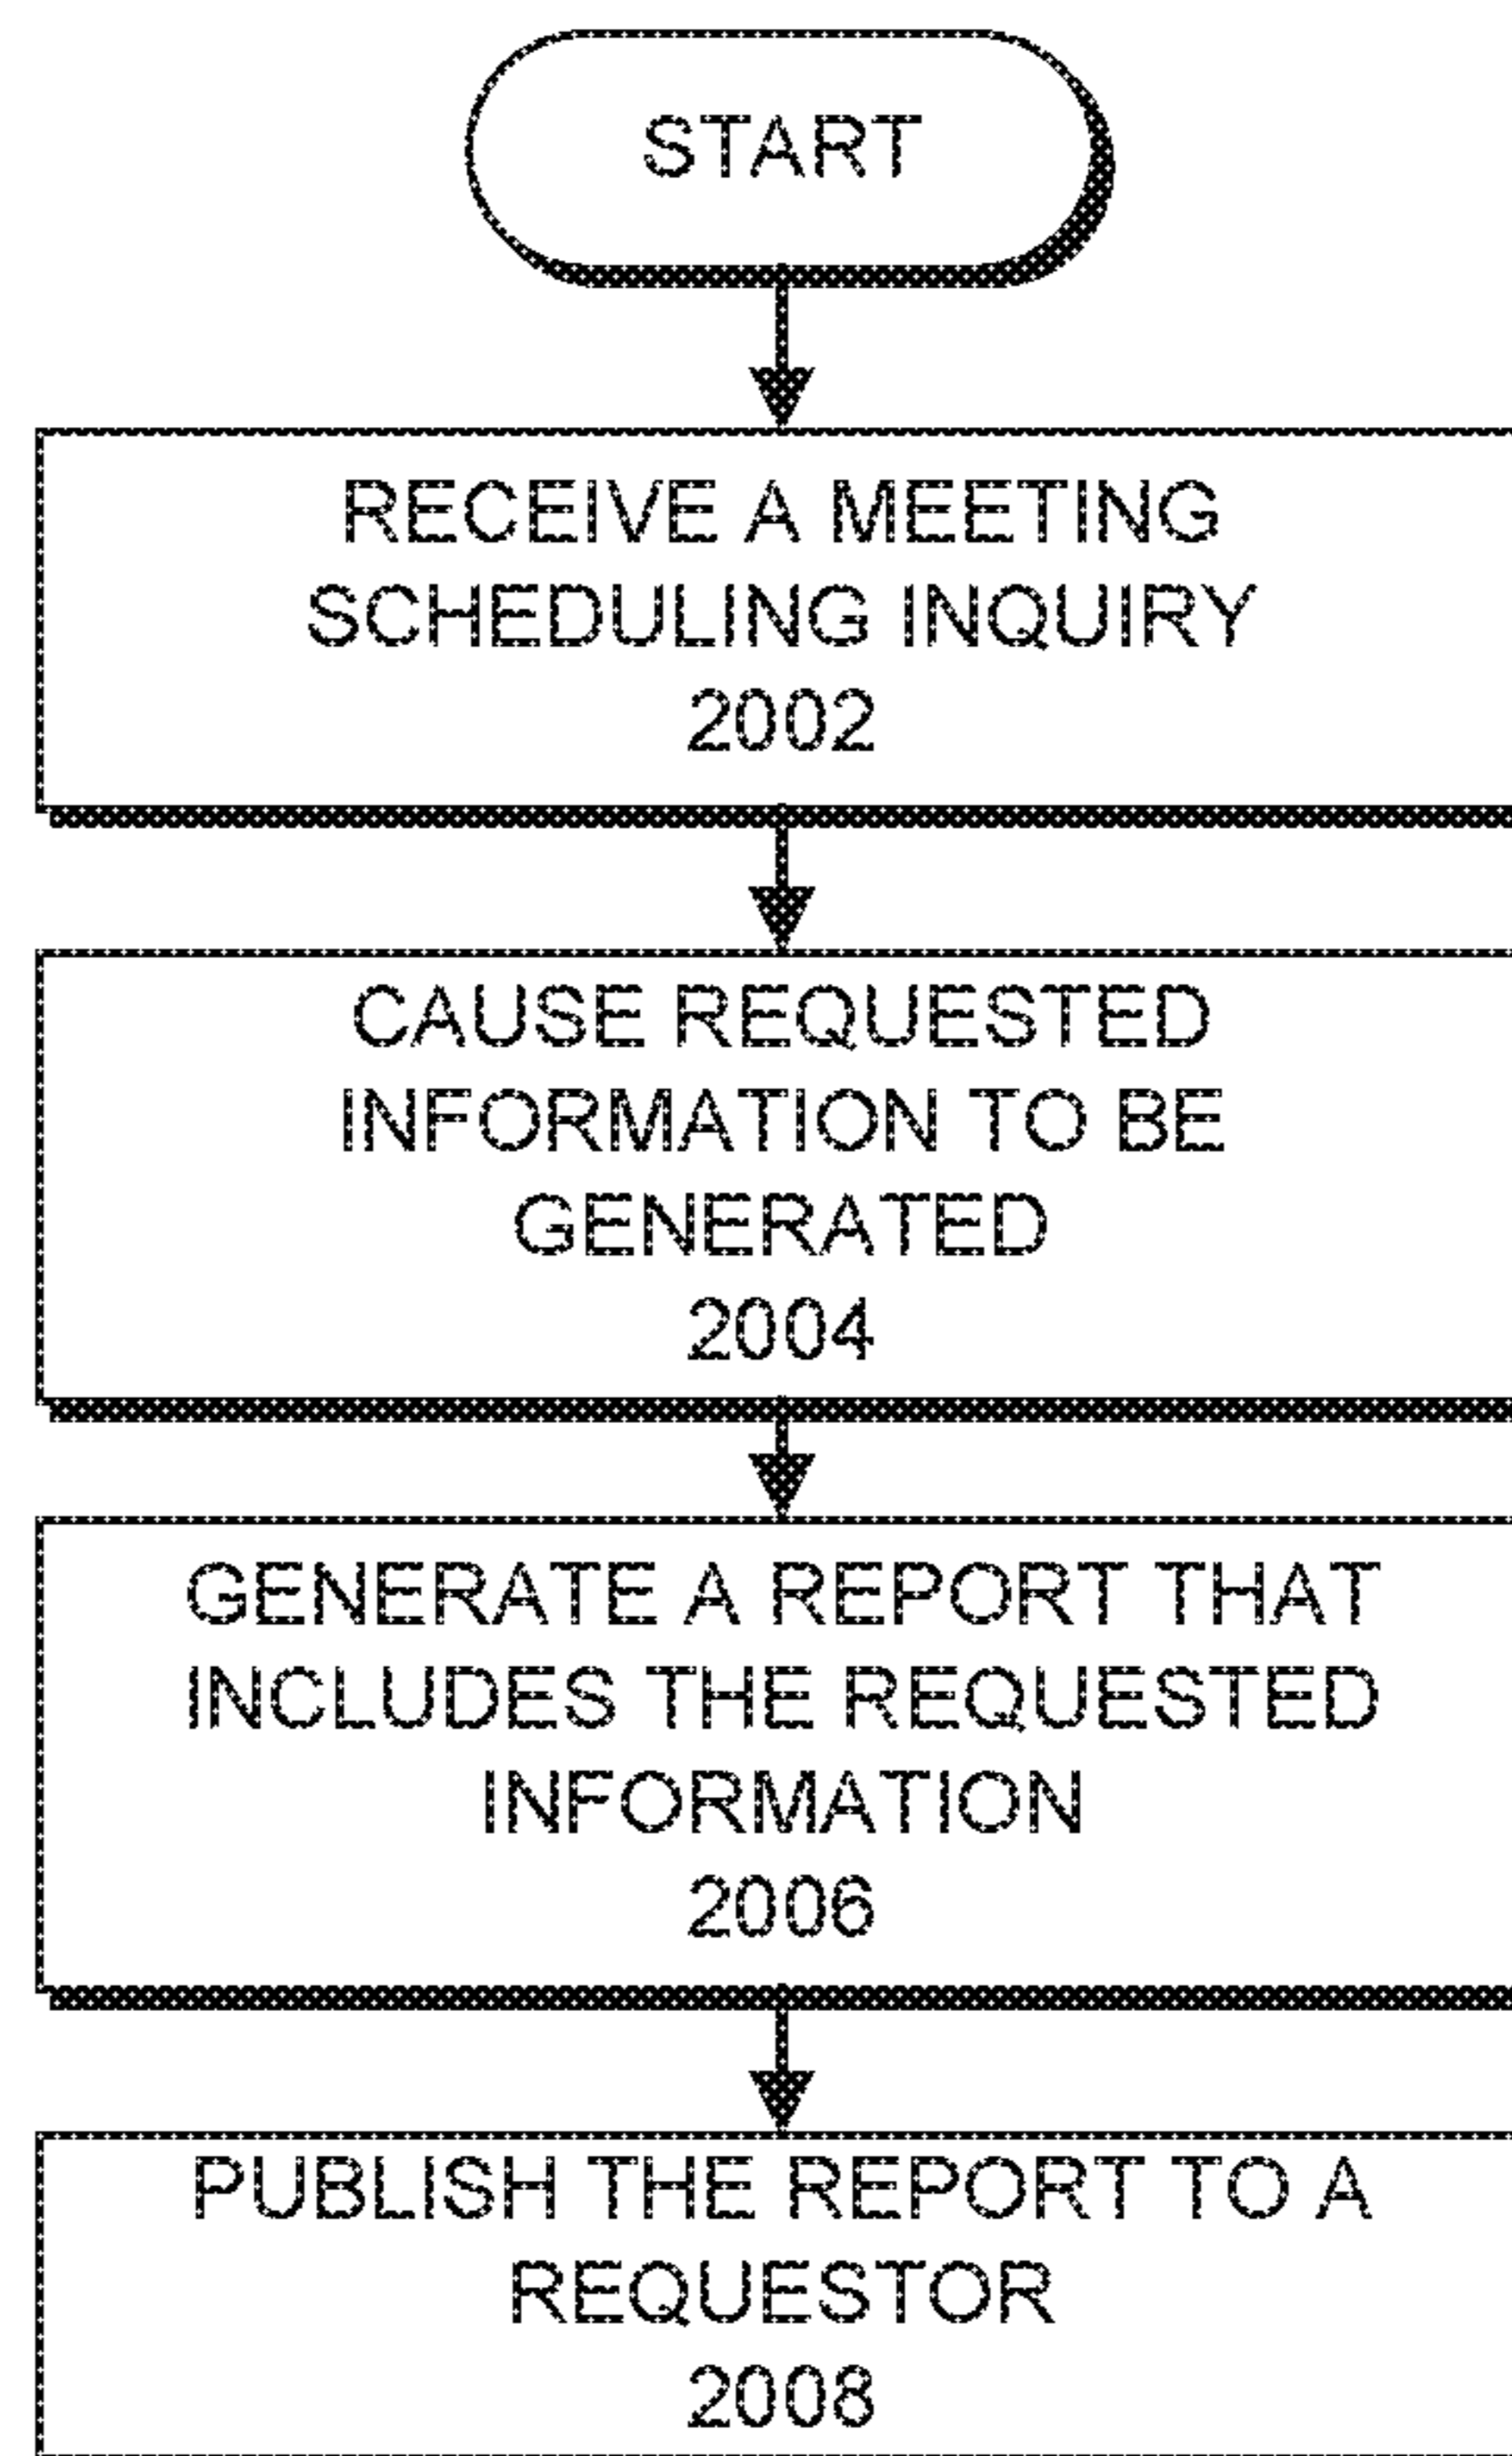 START
RECEIVE A MEETING
SCHEDULING INQUIRY
2002
CAUSE REQUESTED
INFORMATION TO BE
GENERATED
2004
GENERATE A REPORT THAT
INCLUDES THE REQUESTED
INFORMATION
2006
PUBLISH THE REPORT TO A
REQUESTOR
2008